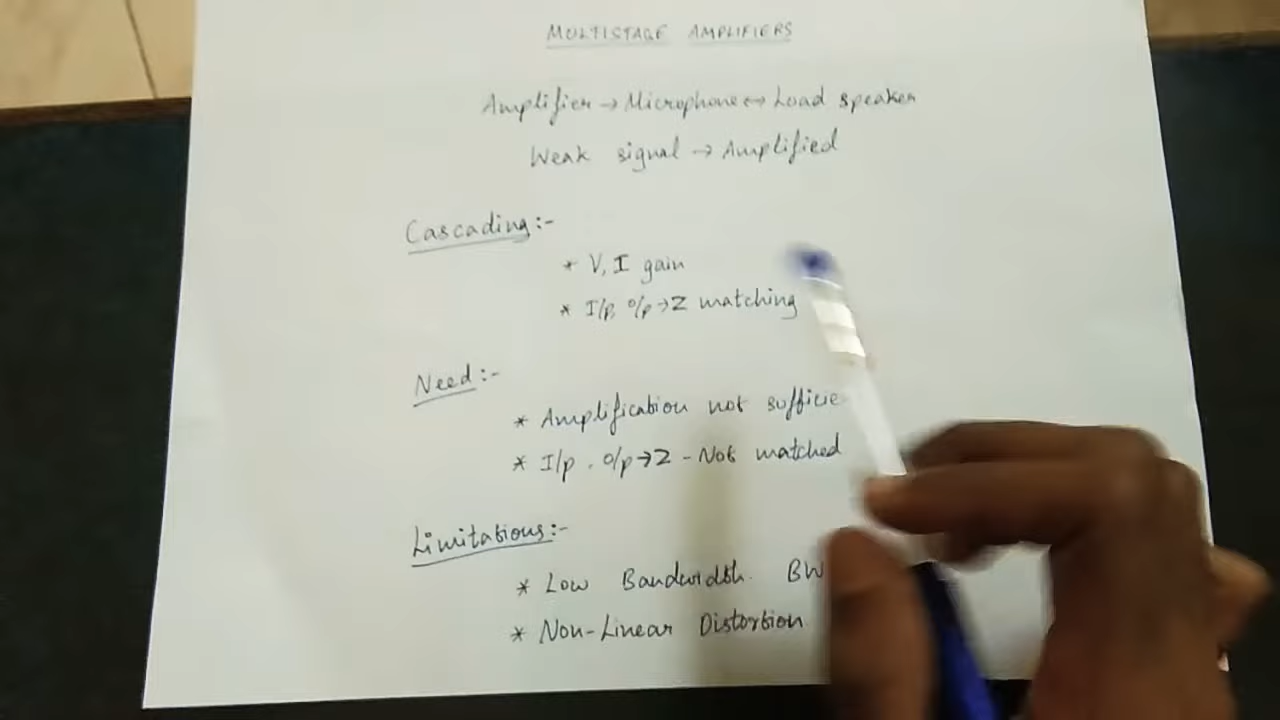 MULTISTAGE AMPLIFIERS
Amplifier → Microphone ↔ Load speaker
Weak signal → Amplified
Cascading:-
* V, I gain
* I/p, o/p → Z matching
Need:-
* Amplification not sufficie
* I/p, o/p → Z - Not matched
Limitations:-
* Low Bandwidth. BW
* Non-Linear Distortion